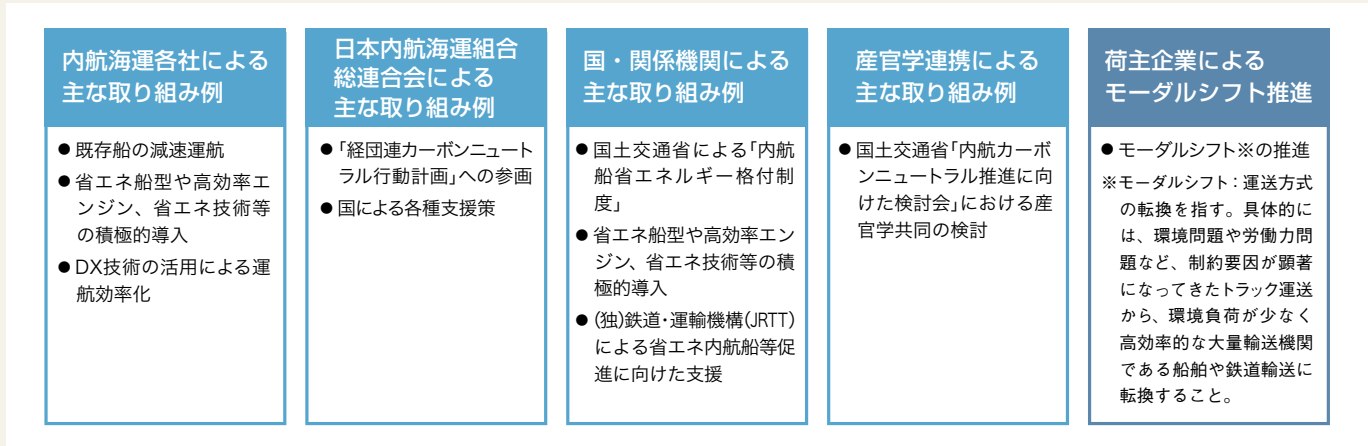 内航海運各社による
主な取り組み例
● 既存船の減速運航
● 省エネ船型や高効率エ
ンジン、省エネ技術等
の積極的導入
● DX技術の活用による運
航効率化
日本内航海運組合
総連合会による
主な取り組み例
● 「経団連カーボンニュート
ラル行動計画」への参画
● 国による各種支援策
国・関係機関による
主な取り組み例
● 国土交通省による「内航
船省エネルギー格付制
度」
● 省エネ船型や高効率エン
ジン、省エネ技術等の積
極的導入
● (独)鉄道・運輸機構(JRTT)
による省エネ内航船等促
進に向けた支援
産官学連携による
主な取り組み例
● 国土交通省「内航カーボ
ンニュートラル推進に向
けた検討会」における産
官学共同の検討
荷主企業による
モーダルシフト推進
● モーダルシフト※の推進
※モーダルシフト：運送方式
の転換を指す。具体的に
は、環境問題や労働力問
題など、制約要因が顕著
になってきたトラック運送
から、環境負荷が少なく
高効率的な大量輸送機関
である船舶や鉄道輸送に
転換すること。